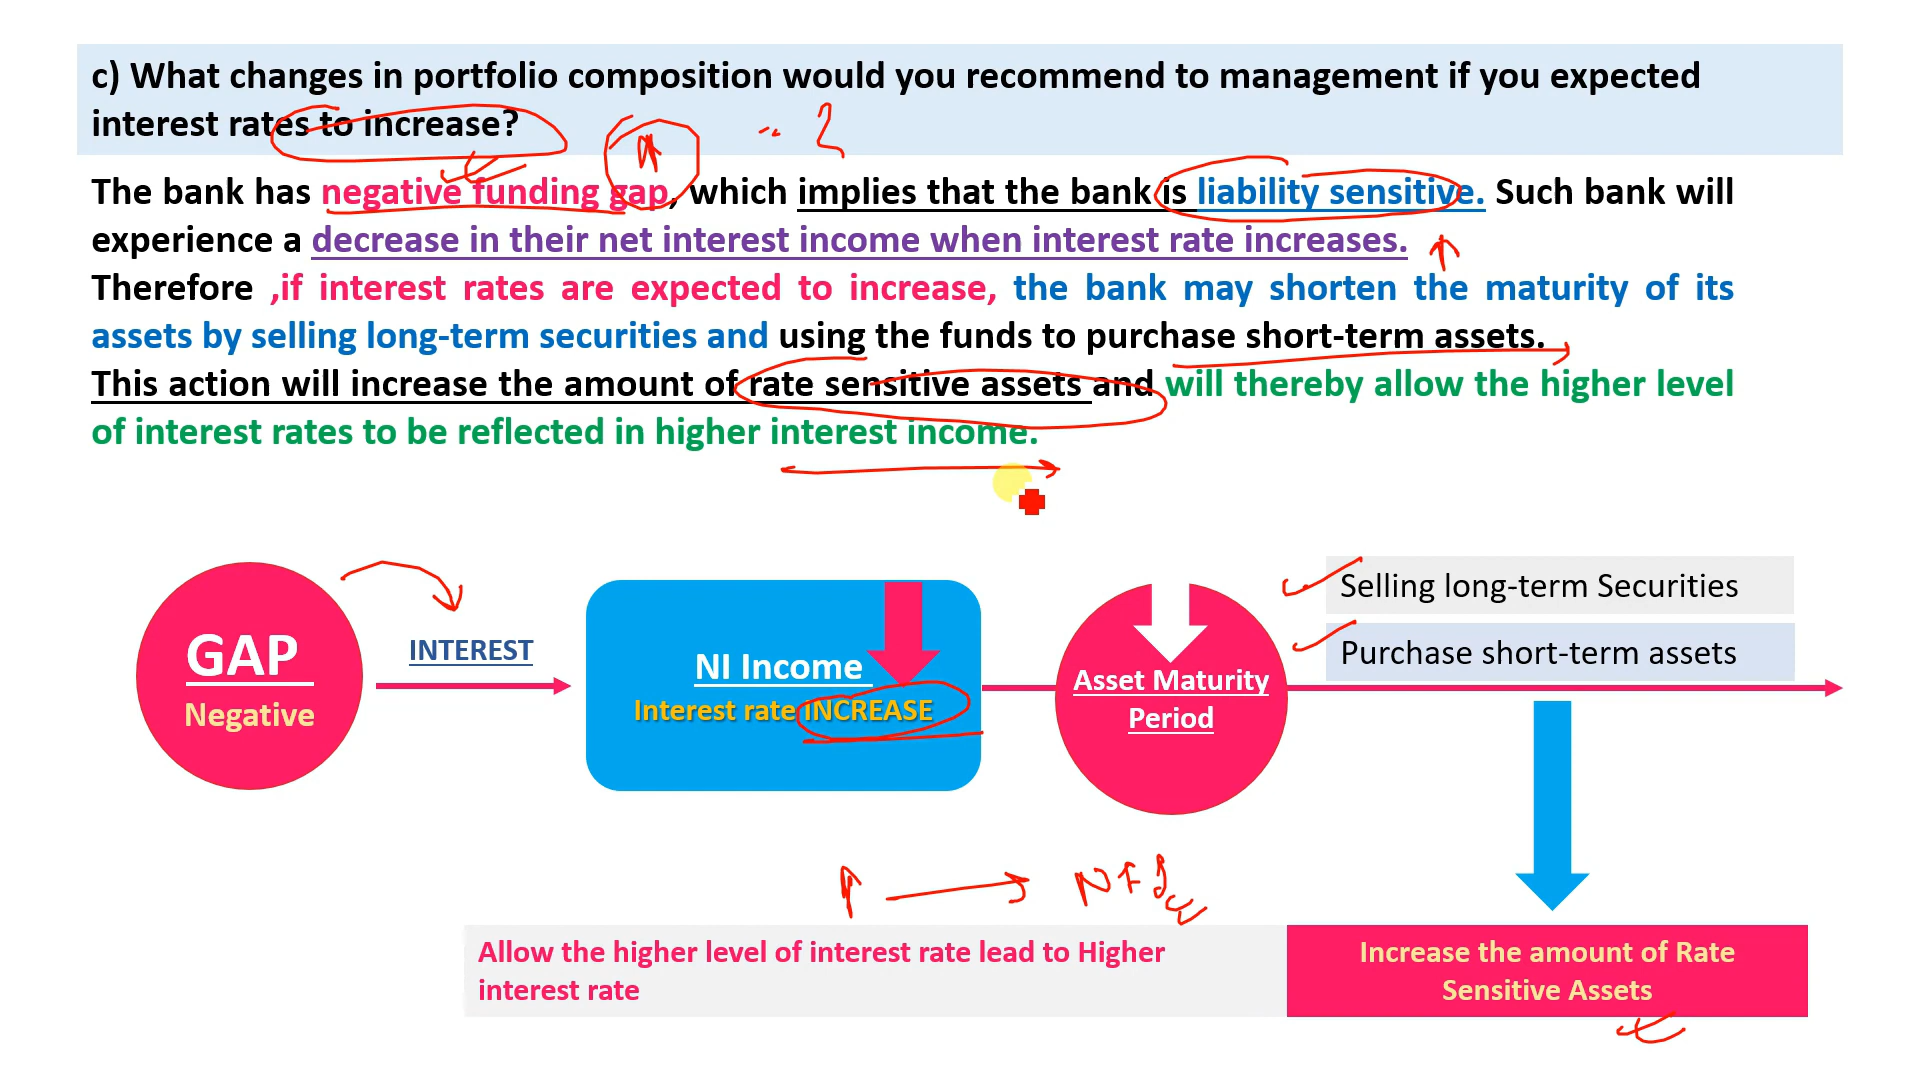 c) What changes in portfolio composition would you recommend to management if you expected
interest rates to increase?
The bank has negative funding gap, which implies that the bank is liability sensitive. Such bank will
experience a decrease in their net interest income when interest rate increases.
Therefore ,if interest rates are expected to increase, the bank may shorten the maturity of its
assets by selling long-term securities and using the funds to purchase short-term assets.
This action will increase the amount of rate sensitive assets and will thereby allow the higher level
of interest rates to be reflected in higher interest income.
GAP
Negative
INTEREST
NI Income
Interest rate INCREASE
Asset Maturity
Period
Selling long-term Securities
Purchase short-term assets
Allow the higher level of interest rate lead to Higher
interest rate
Increase the amount of Rate
Sensitive Assets